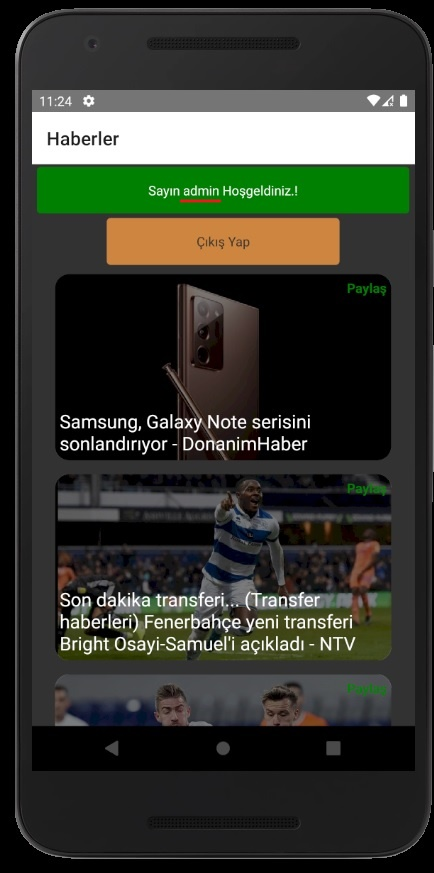 11:24
Haberler
Sayın admin Hoşgeldiniz.!
Çıkış Yap
Paylaş
Samsung, Galaxy Note serisini
sonlandırıyor - DonanimHaber
Paylaş
Son dakika transferi... (Transfer
haberleri) Fenerbahçe yeni transferi
Bright Osayi-Samuel'i açıkladı - NTV
Paylaş